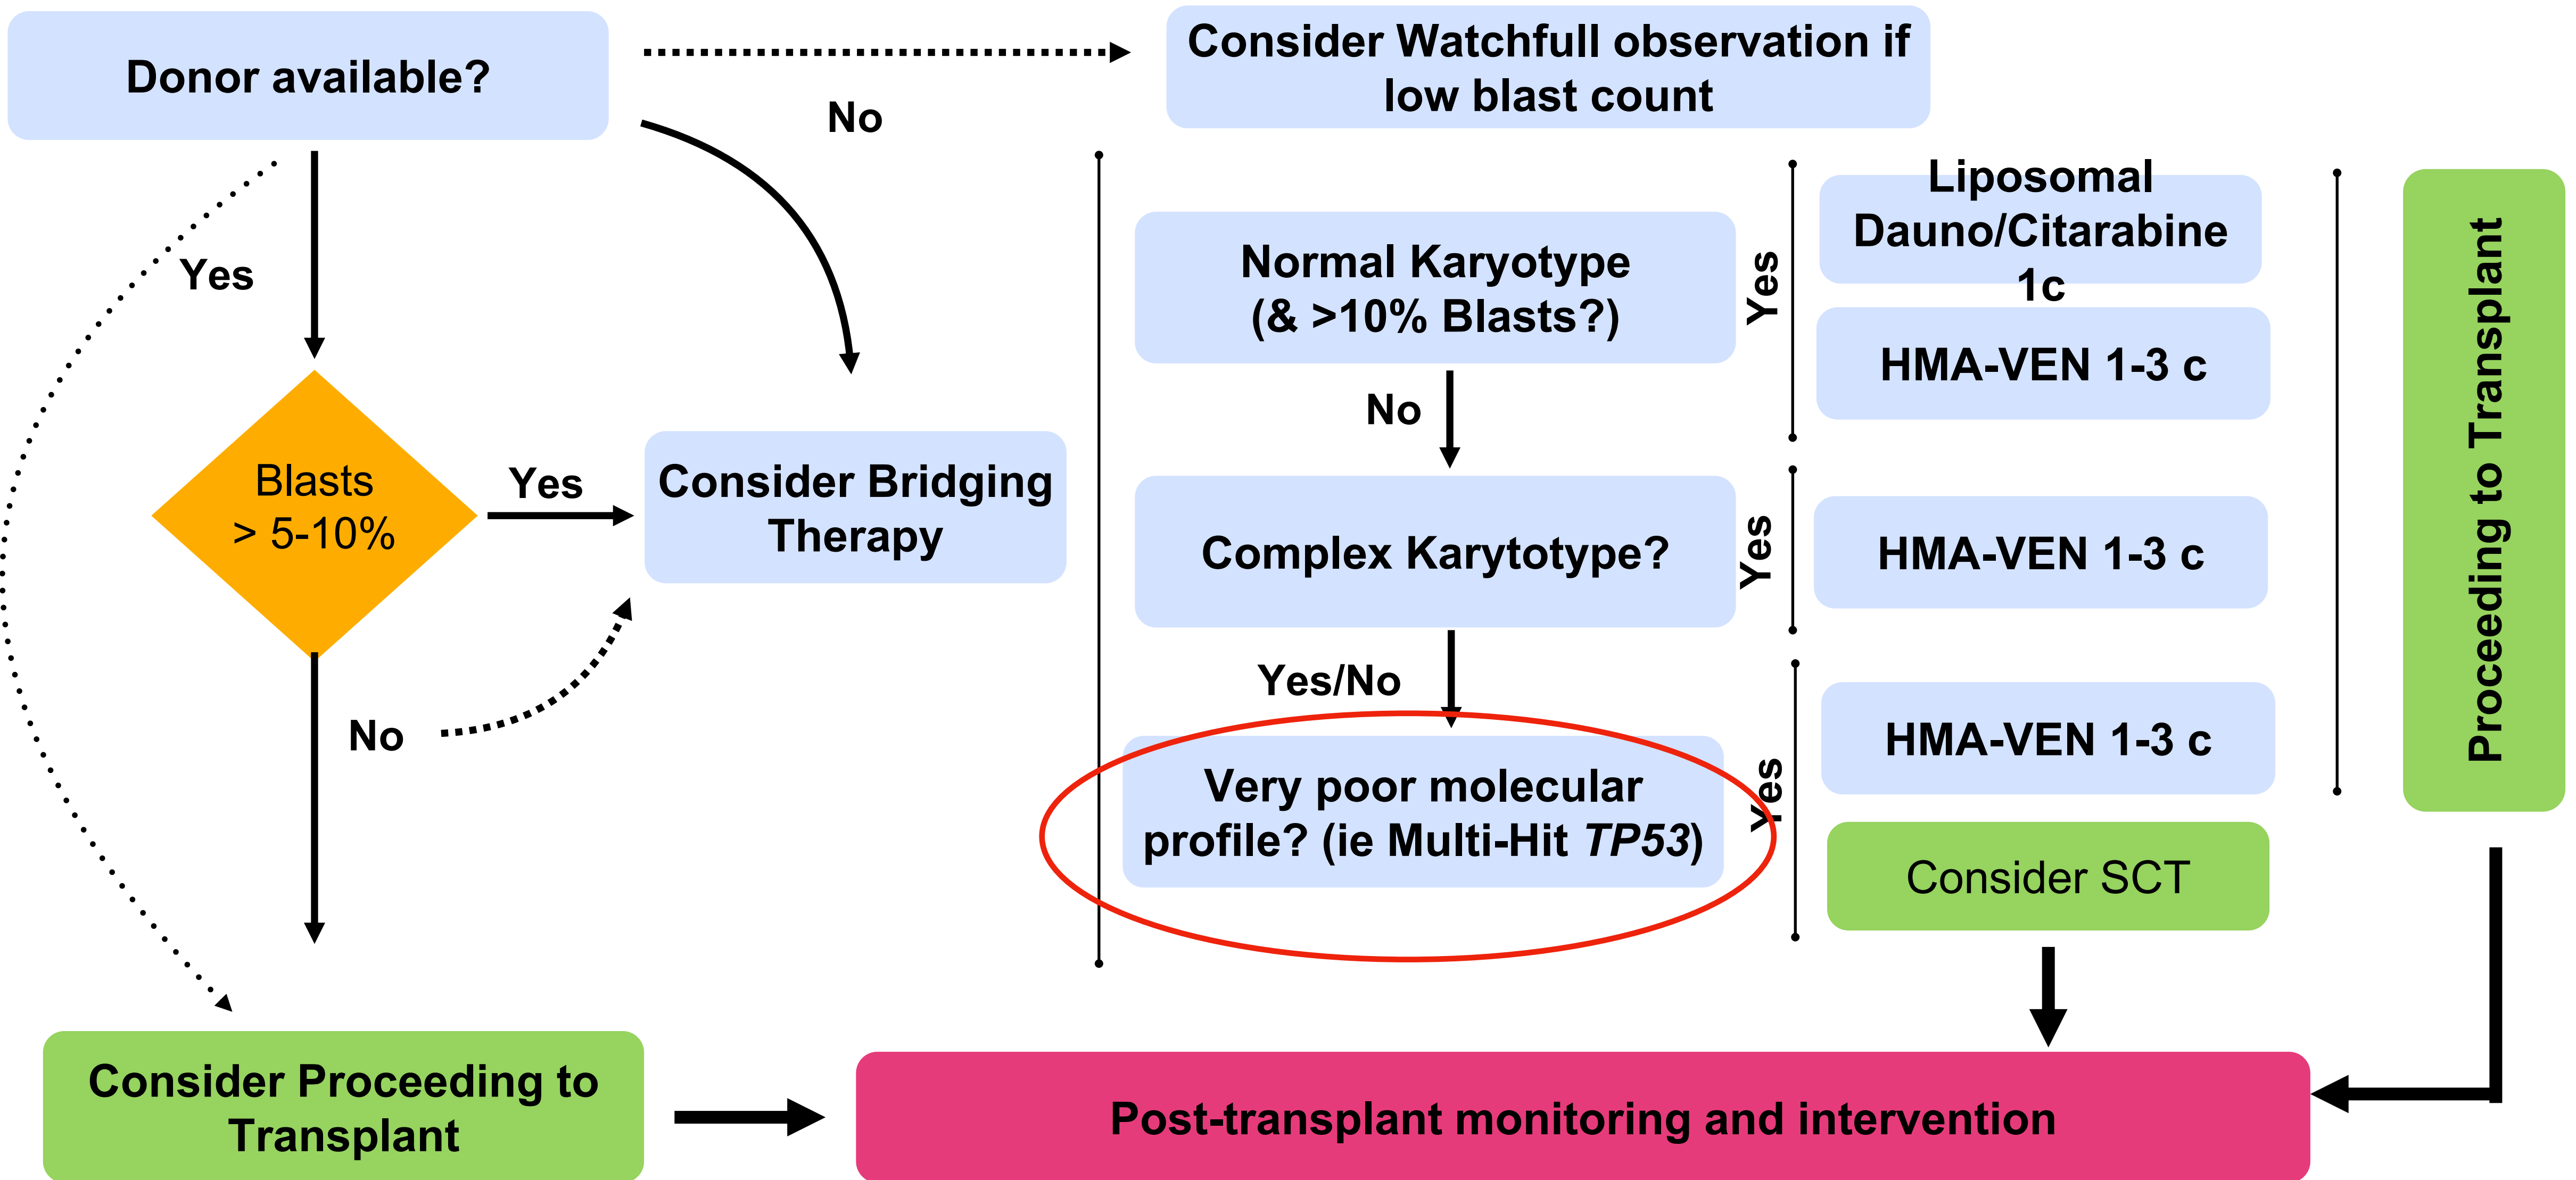 Donor available?
No
Consider Watchfull observation if
low blast count
Yes
Blasts
> 5-10%
Yes
Consider Bridging
Therapy
No
Consider Proceeding to
Transplant
Normal Karyotype
(& >10% Blasts?)
Yes
Liposomal
Dauno/Citarabine
1c
HMA-VEN 1-3 c
No
Complex Karytotype?
Yes
HMA-VEN 1-3 c
Yes/No
Very poor molecular
profile? (ie Multi-Hit TP53)
Yes
HMA-VEN 1-3 c
Consider SCT
Proceeding to Transplant
Post-transplant monitoring and intervention